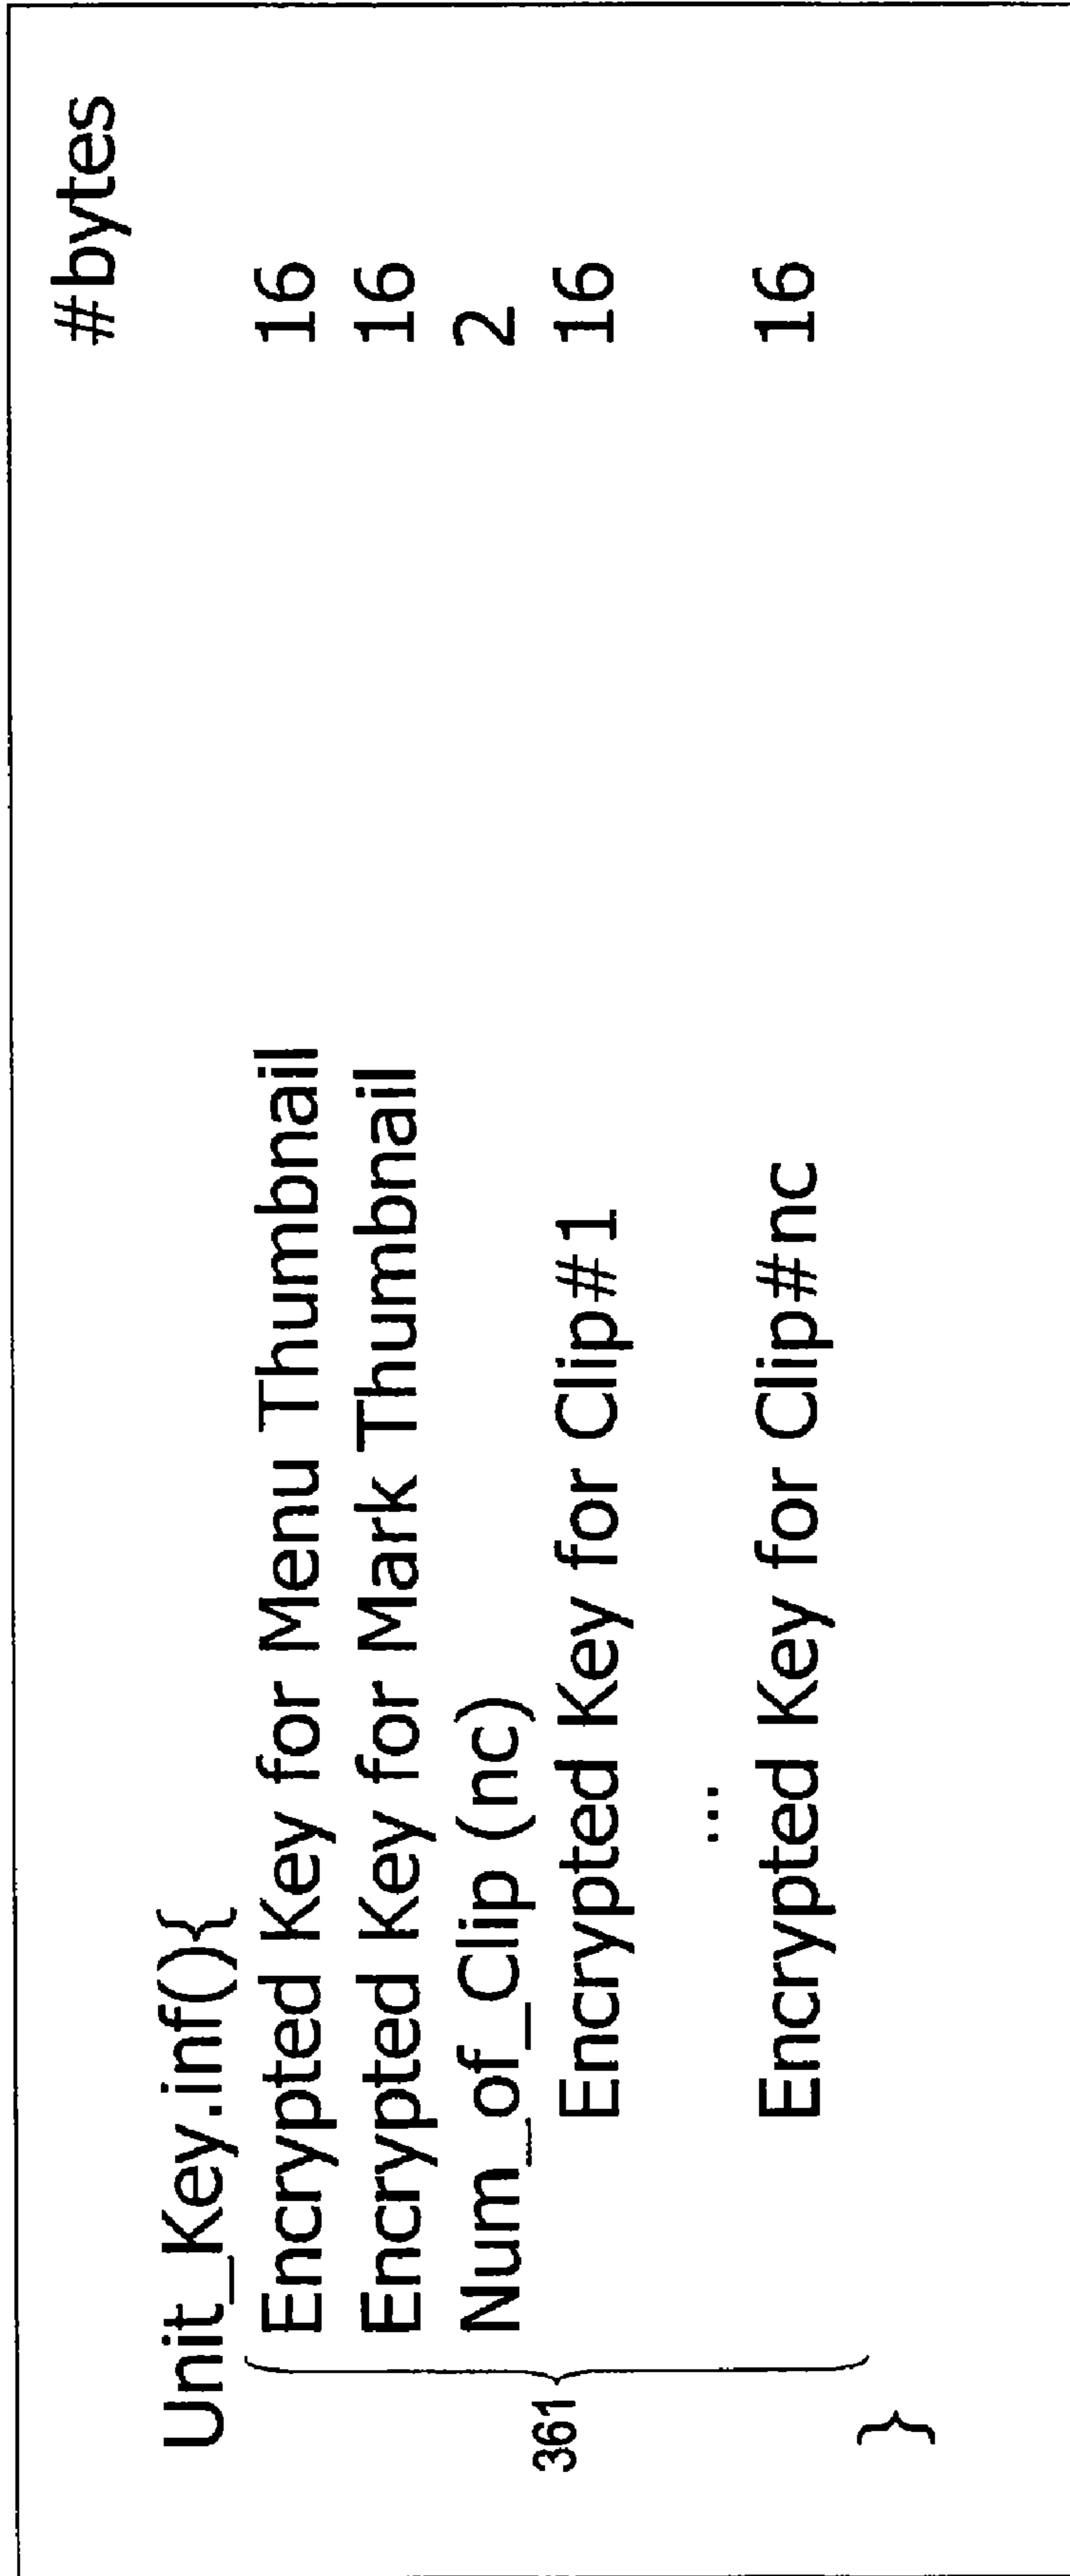 #bytes
Unit_Key.inf(){
Encrypted Key for Menu Thumbnail 16
Encrypted Key for Mark Thumbnail 16
Num_of_Clip (nc) 2
Encrypted Key for Clip#1 16
...
Encrypted Key for Clip#nc 16
361
}